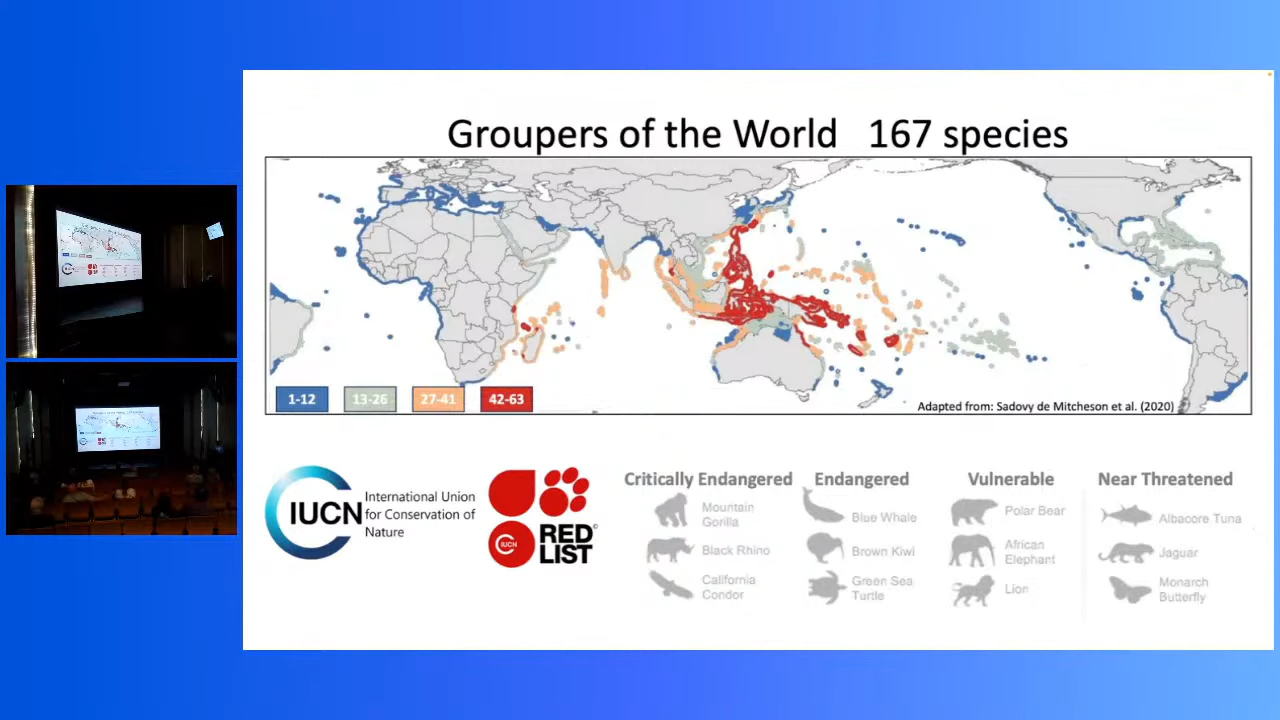 Groupers of the World 167 species
1-12
13-26
27-41
42-63
Adapted from: Sadovy de Mitcheson et al. (2020)
IUCN
International Union
for Conservation of
Nature
IUCN
RED
LIST
Critically Endangered
Mountain
Gorilla
Black Rhino
California
Condor
Endangered
Blue Whale
Brown Kiwi
Green Sea
Turtle
Vulnerable
Polar Bear
African
Elephant
Lion
Near Threatened
Albacore Tuna
Jaguar
Monarch
Butterfly